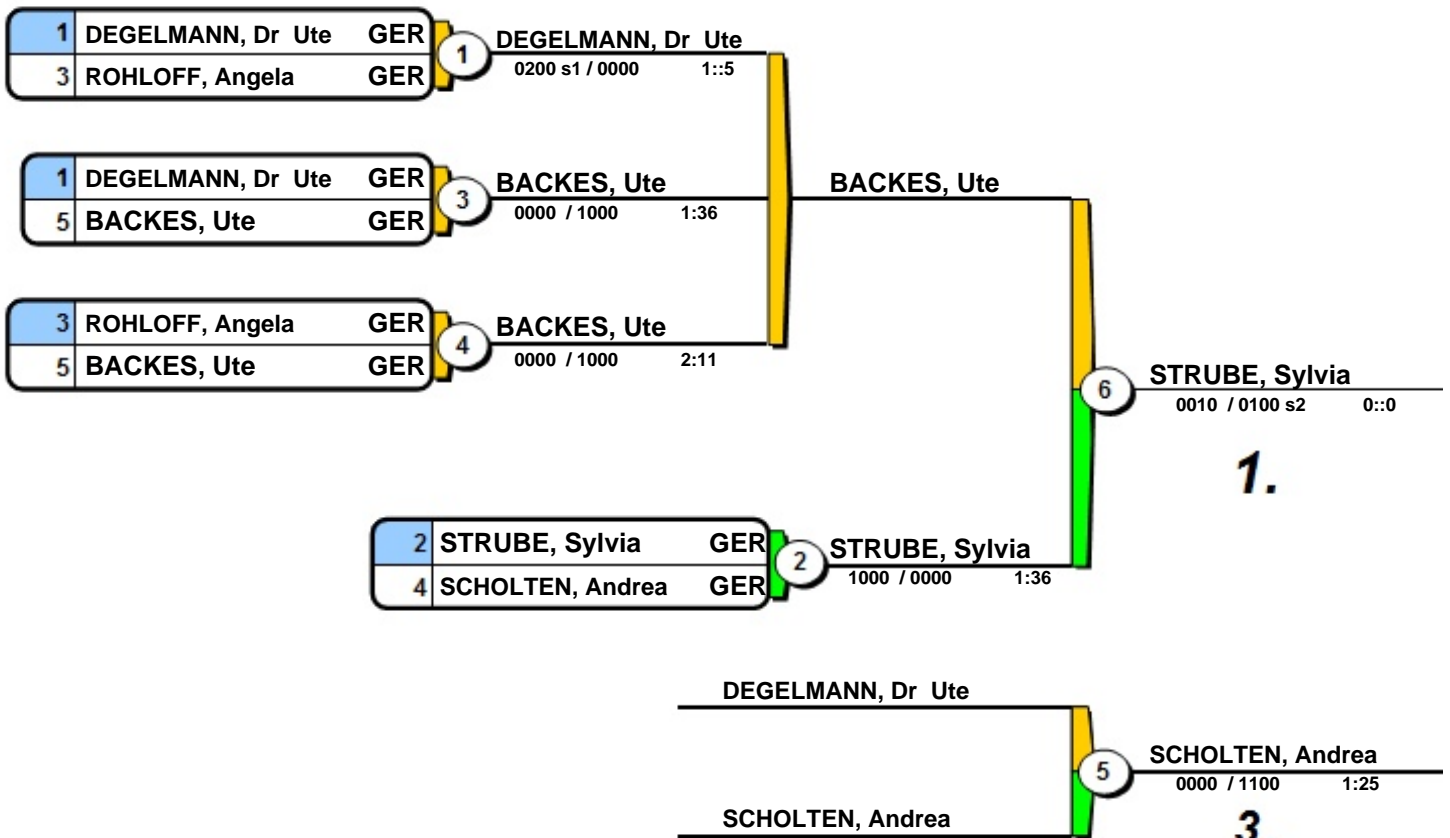 1 DEGELMANN, Dr Ute GER
3 ROHLOFF, Angela GER
1 DEGELMANN, Dr Ute
0200 s1 / 0000 1::5
1 DEGELMANN, Dr Ute GER
5 BACKES, Ute GER
3 BACKES, Ute
0000 / 1000 1:36
BACKES, Ute
3 ROHLOFF, Angela GER
5 BACKES, Ute GER
4 BACKES, Ute
0000 / 1000 2:11
6 STRUBE, Sylvia
0010 / 0100 s2 0::0
1.
2 STRUBE, Sylvia GER
4 SCHOLTEN, Andrea GER
2 STRUBE, Sylvia
1000 / 0000 1:36
DEGELMANN, Dr Ute
5 SCHOLTEN, Andrea
0000 / 1100 1:25
SCHOLTEN, Andrea
3